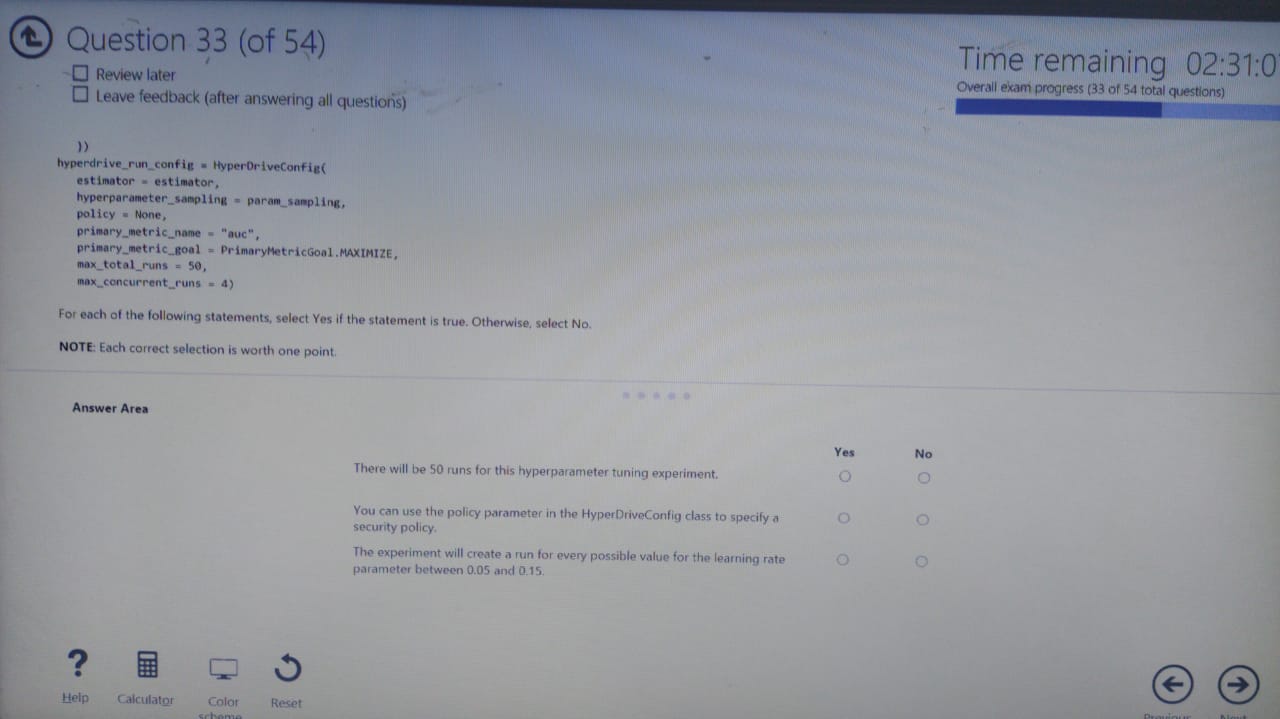 Question 33 (of 54)
Review later
Leave feedback (after answering all questions)
Time remaining 02:31:0
Overall exam progress (33 of 54 total questions)
})
hyperdrive_run_config = HyperDriveConfig(
estimator = estimator,
hyperparameter_sampling = param_sampling,
policy = None,
primary_metric_name = "auc",
primary_metric_goal = PrimaryMetricGoal.MAXIMIZE,
max_total_runs = 50,
max_concurrent_runs = 4)
For each of the following statements, select Yes if the statement is true. Otherwise, select No.
NOTE: Each correct selection is worth one point.
Answer Area
Yes No
There will be 50 runs for this hyperparameter tuning experiment.
You can use the policy parameter in the HyperDriveConfig class to specify a
security policy.
The experiment will create a run for every possible value for the learning rate
parameter between 0.05 and 0.15.
Help Calculator Color Reset
scheme
Previous Next